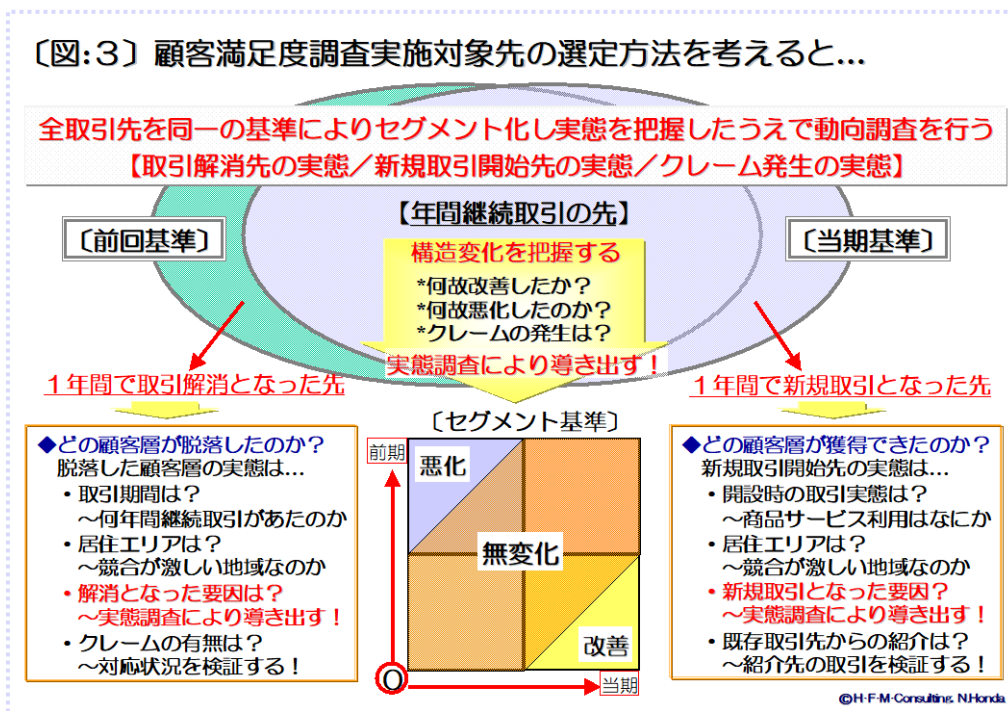 〔図:3〕顧客満足度調査実施対象先の選定方法を考えると...
全取引先を同一の基準によりセグメント化し実態を把握したうえで動向調査を行う
【取引解消先の実態／新規取引開始先の実態／クレーム発生の実態】
〔前回基準〕
【年間継続取引の先】
〔当期基準〕
構造変化を把握する
*何故改善したか？
*何故悪化したのか？
*クレームの発生は？
実態調査により導き出す！
１年間で取引解消となった先
１年間で新規取引となった先
◆どの顧客層が脱落したのか？
脱落した顧客層の実態は...
・取引期間は？
～何年間継続取引があたのか
・居住エリアは？
～競合が激しい地域なのか
・解消となった要因は？
～実態調査により導き出す！
・クレームの有無は？
～対応状況を検証する！
〔セグメント基準〕
前期
悪化
無変化
改善
O
当期
◆どの顧客層が獲得できたのか？
新規取引開始先の実態は...
・開設時の取引実態は？
～商品サービス利用はなにか
・居住エリアは？
～競合が激しい地域なのか
・新規取引となった要因？
～実態調査により導き出す！
・既存取引先からの紹介は？
～紹介先の取引を検証する！
©H・F・M・Consulting. N.Honda